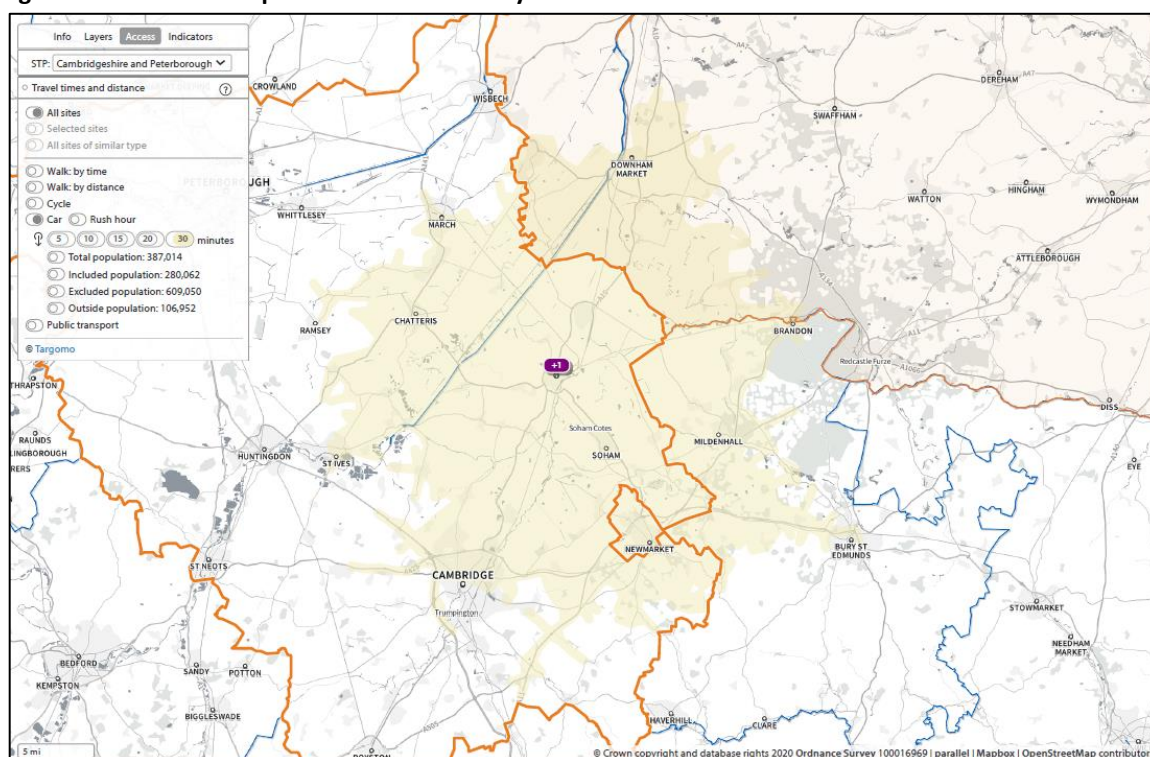 Info Layers Access Indicators
STP: Cambridgeshire and Peterborough
Travel times and distance ?
All sites
Selected sites
All sites of similar type
Walk: by time
Walk: by distance
Cycle
Car Rush hour
5 10 15 20 30 minutes
Total population: 387,014
Included population: 280,062
Excluded population: 609,050
Outside population: 106,952
Public transport
© Targomo
CROWLAND
WISBECH
A10
A47
DEREHAM
SWAFFHAM
DOWNHAM
MARKET
WATTON
HINGHAM
WYMONDHAM
WHITTLESEY
MARCH
ATTLEBOROUGH
A134
A11
RAMSEY
CHATTERIS
BRANDON
Redcastle Furze
A1066
+1
THRAPSTON
DISS
RAUNDS
Soham Cotes
MILDENHALL
HUNTINGDON
ST IVES
SOHAM
EYE
NEWMARKET
BURY ST
EDMUNDS
ST NEOTS
CAMBRIDGE
Trumpington
STOWMARKET
NEEDHAM
MARKET
BEDFORD
KEMPSTON
SANDY
POTTON
BIGGLESWADE
HAVERHILL
CLARE
5 mi
© Crown copyright and database rights 2020 Ordnance Survey 100016969 | parallel | Mapbox | OpenStreetMap contributor